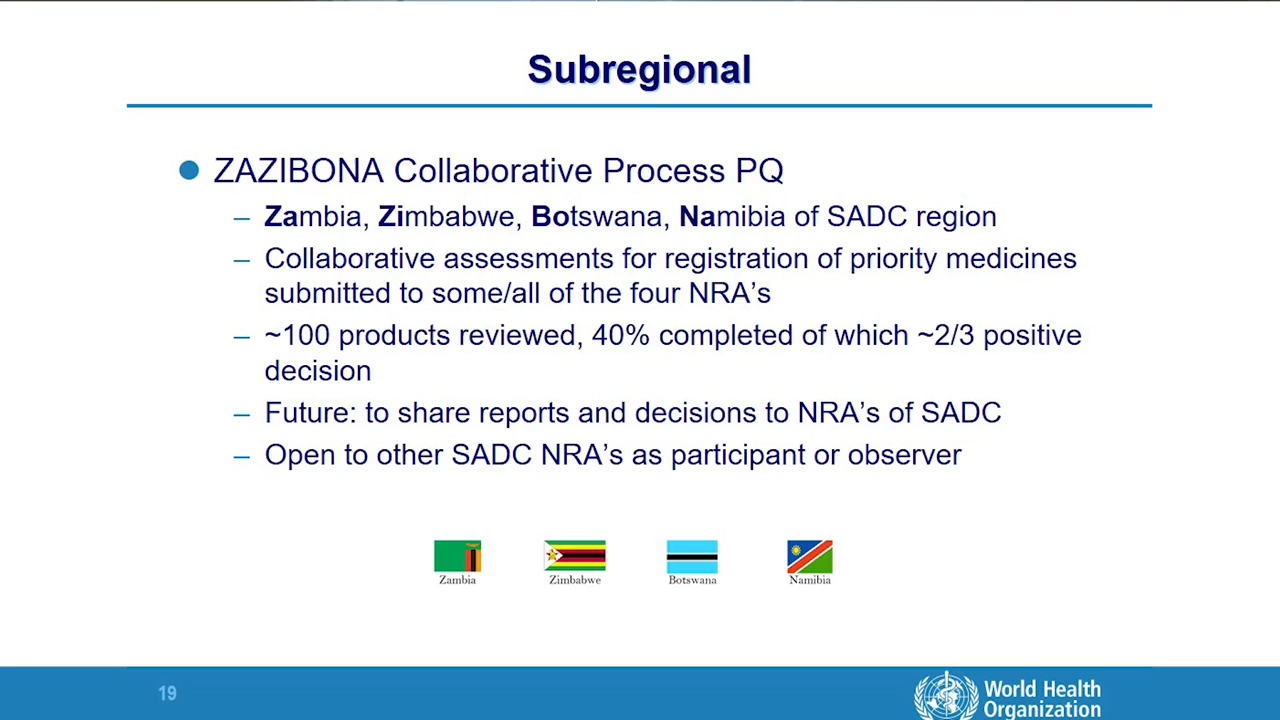 Subregional
ZAZIBONA Collaborative Process PQ
– Zambia, Zimbabwe, Botswana, Namibia of SADC region
– Collaborative assessments for registration of priority medicines
submitted to some/all of the four NRA’s
– ~100 products reviewed, 40% completed of which ~2/3 positive
decision
– Future: to share reports and decisions to NRA’s of SADC
– Open to other SADC NRA’s as participant or observer
Zambia
Zimbabwe
Botswana
Namibia
19
World Health
Organization